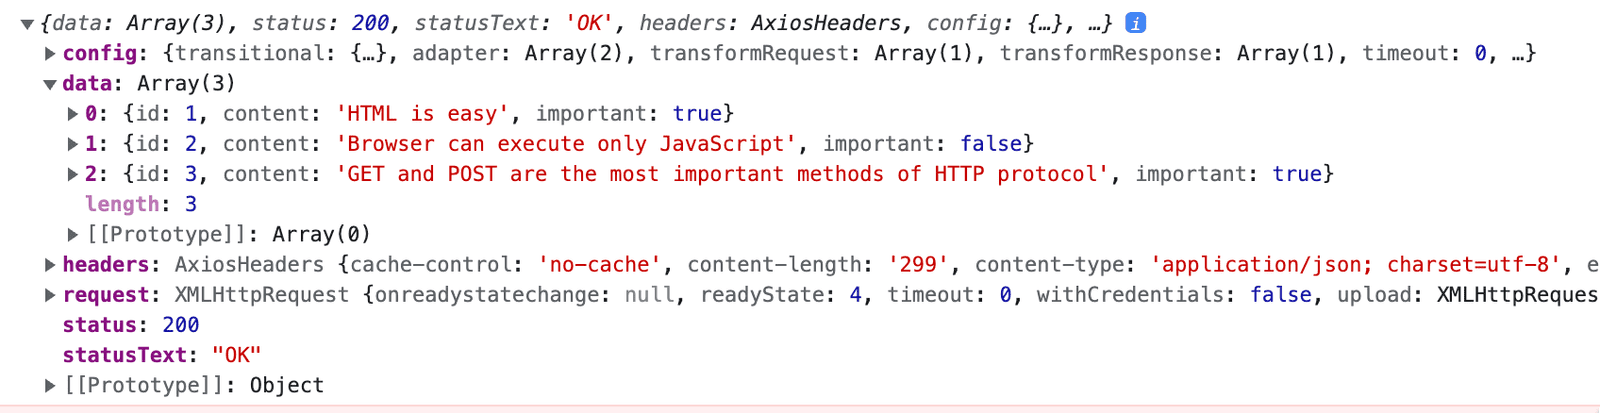 {data: Array(3), status: 200, statusText: 'OK', headers: AxiosHeaders, config: {…}, …} i
config: {transitional: {…}, adapter: Array(2), transformRequest: Array(1), transformResponse: Array(1), timeout: 0, …}
data: Array(3)
0: {id: 1, content: 'HTML is easy', important: true}
1: {id: 2, content: 'Browser can execute only JavaScript', important: false}
2: {id: 3, content: 'GET and POST are the most important methods of HTTP protocol', important: true}
length: 3
[[Prototype]]: Array(0)
headers: AxiosHeaders {cache-control: 'no-cache', content-length: '299', content-type: 'application/json; charset=utf-8', e
request: XMLHttpRequest {onreadystatechange: null, readyState: 4, timeout: 0, withCredentials: false, upload: XMLHttpReques
status: 200
statusText: "OK"
[[Prototype]]: Object